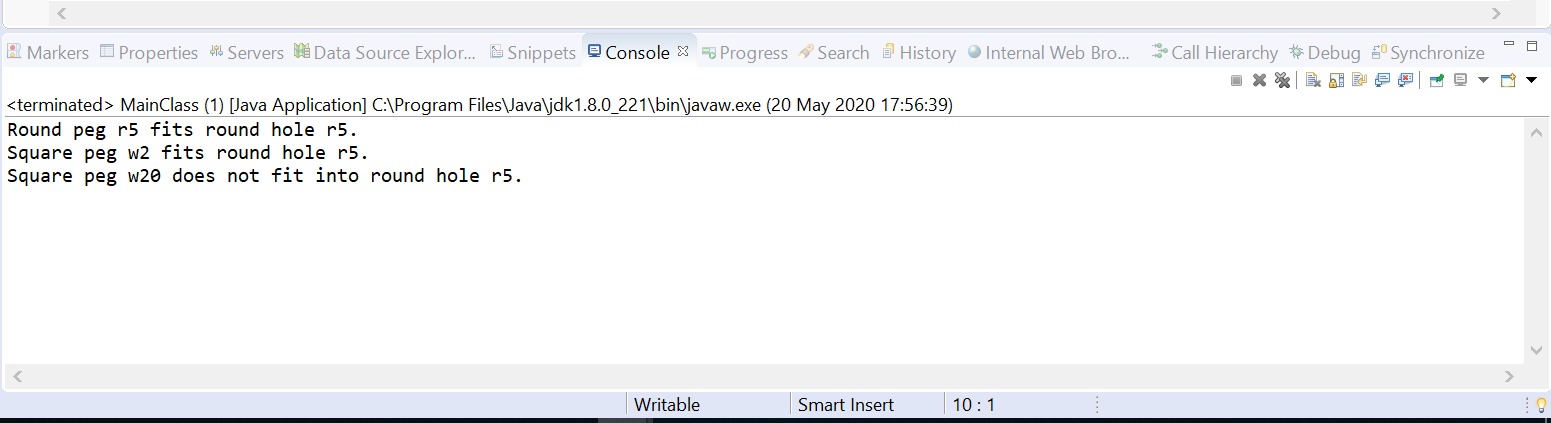 Markers Properties Servers Data Source Explor... Snippets Console Progress Search History Internal Web Bro... Call Hierarchy Debug Synchronize
<terminated> MainClass (1) [Java Application] C:\Program Files\Java\jdk1.8.0_221\bin\javaw.exe (20 May 2020 17:56:39)
Round peg r5 fits round hole r5.
Square peg w2 fits round hole r5.
Square peg w20 does not fit into round hole r5.
Writable Smart Insert 10 : 1